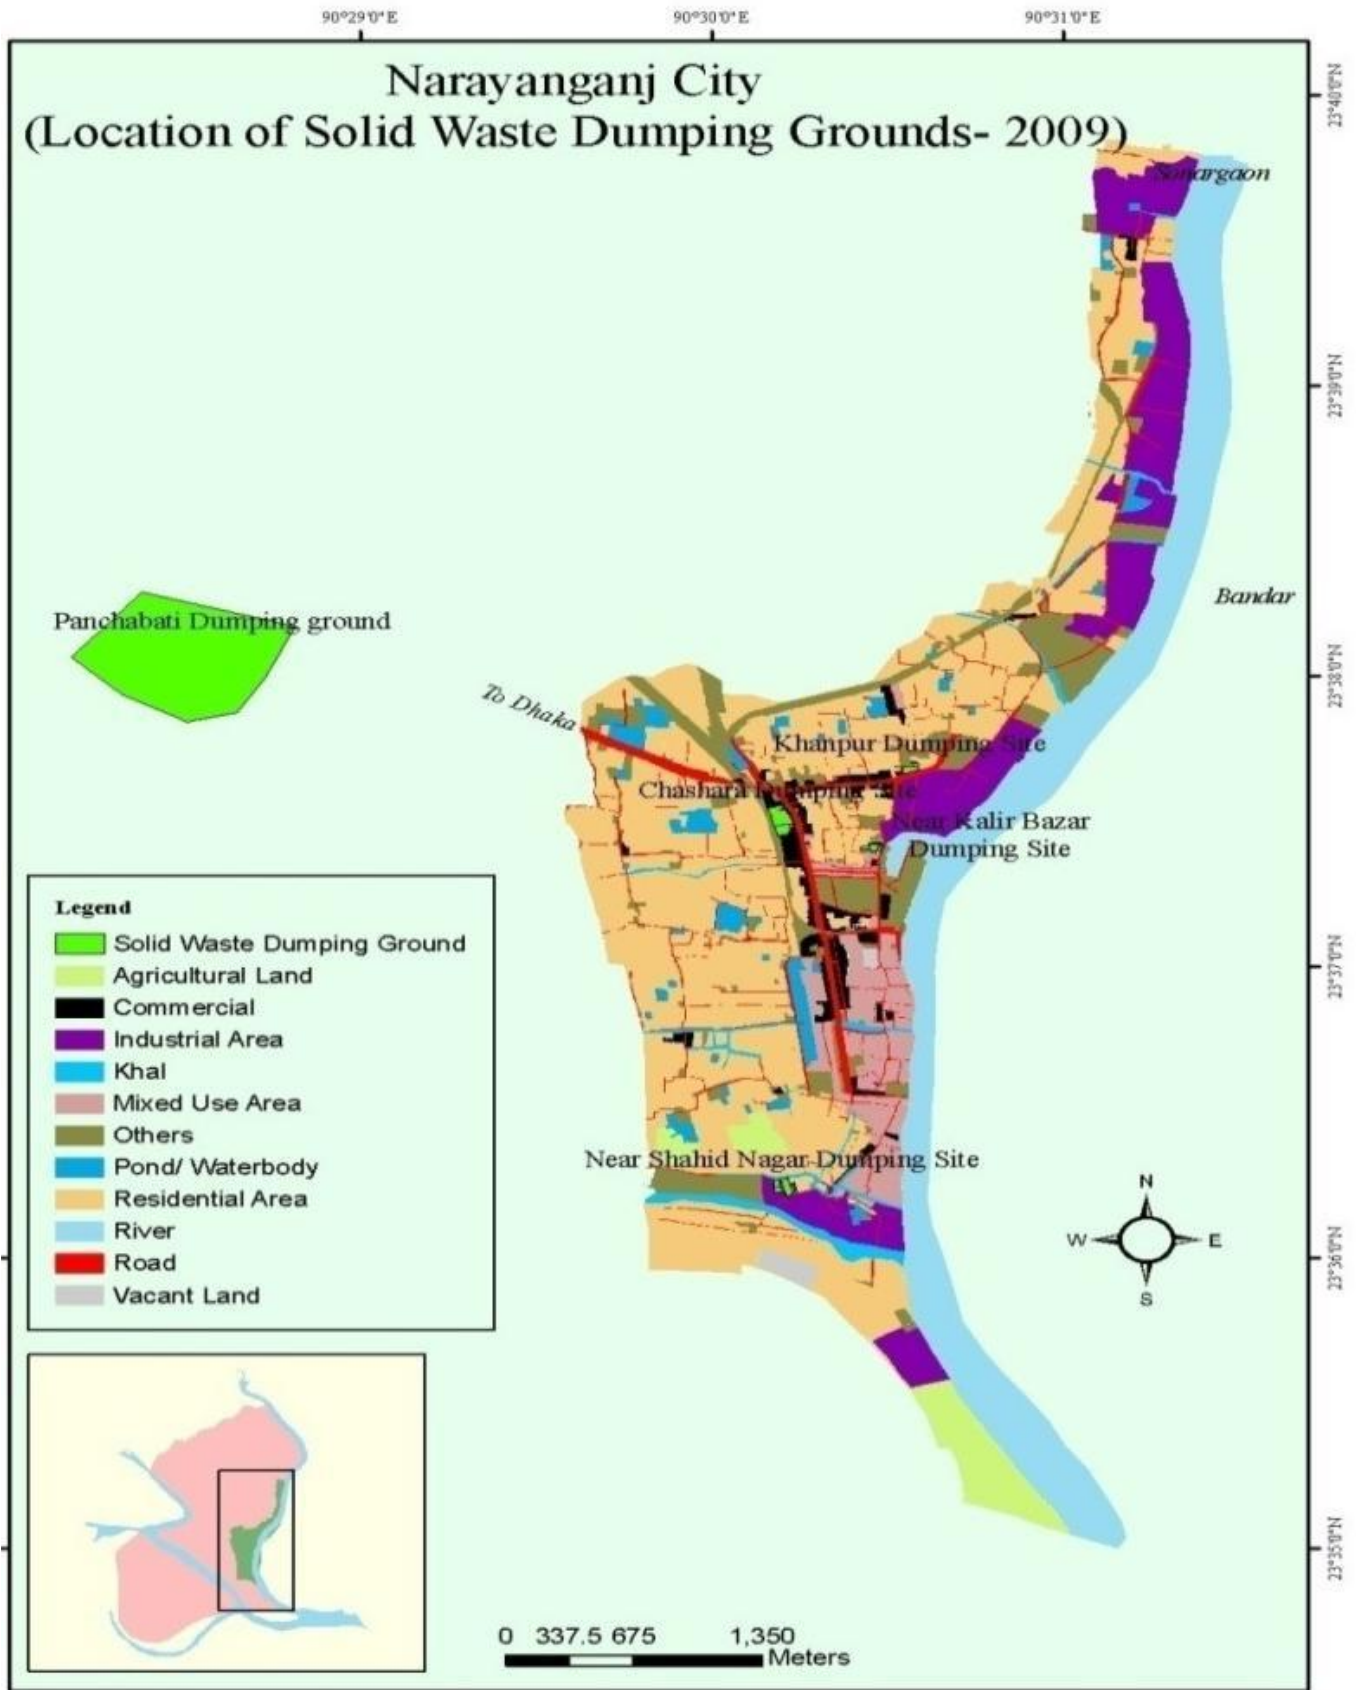 90°29'0"E
90°30'0"E
90°31'0"E
Narayanganj City
(Location of Solid Waste Dumping Grounds- 2009)
23°40'0"N
Sonargaon
23°39'0"N
Bandar
Panchabati Dumping ground
23°38'0"N
To Dhaka
Khanpur Dumping Site
Chashara Dumping Site
Near Kalir Bazar
Dumping Site
23°37'0"N
Near Shahid Nagar Dumping Site
23°36'0"N
Legend
Solid Waste Dumping Ground
Agricultural Land
Commercial
Industrial Area
Khal
Mixed Use Area
Others
Pond/ Waterbody
Residential Area
River
Road
Vacant Land
N
W
E
S
23°35'0"N
0 337.5 675 1,350
Meters